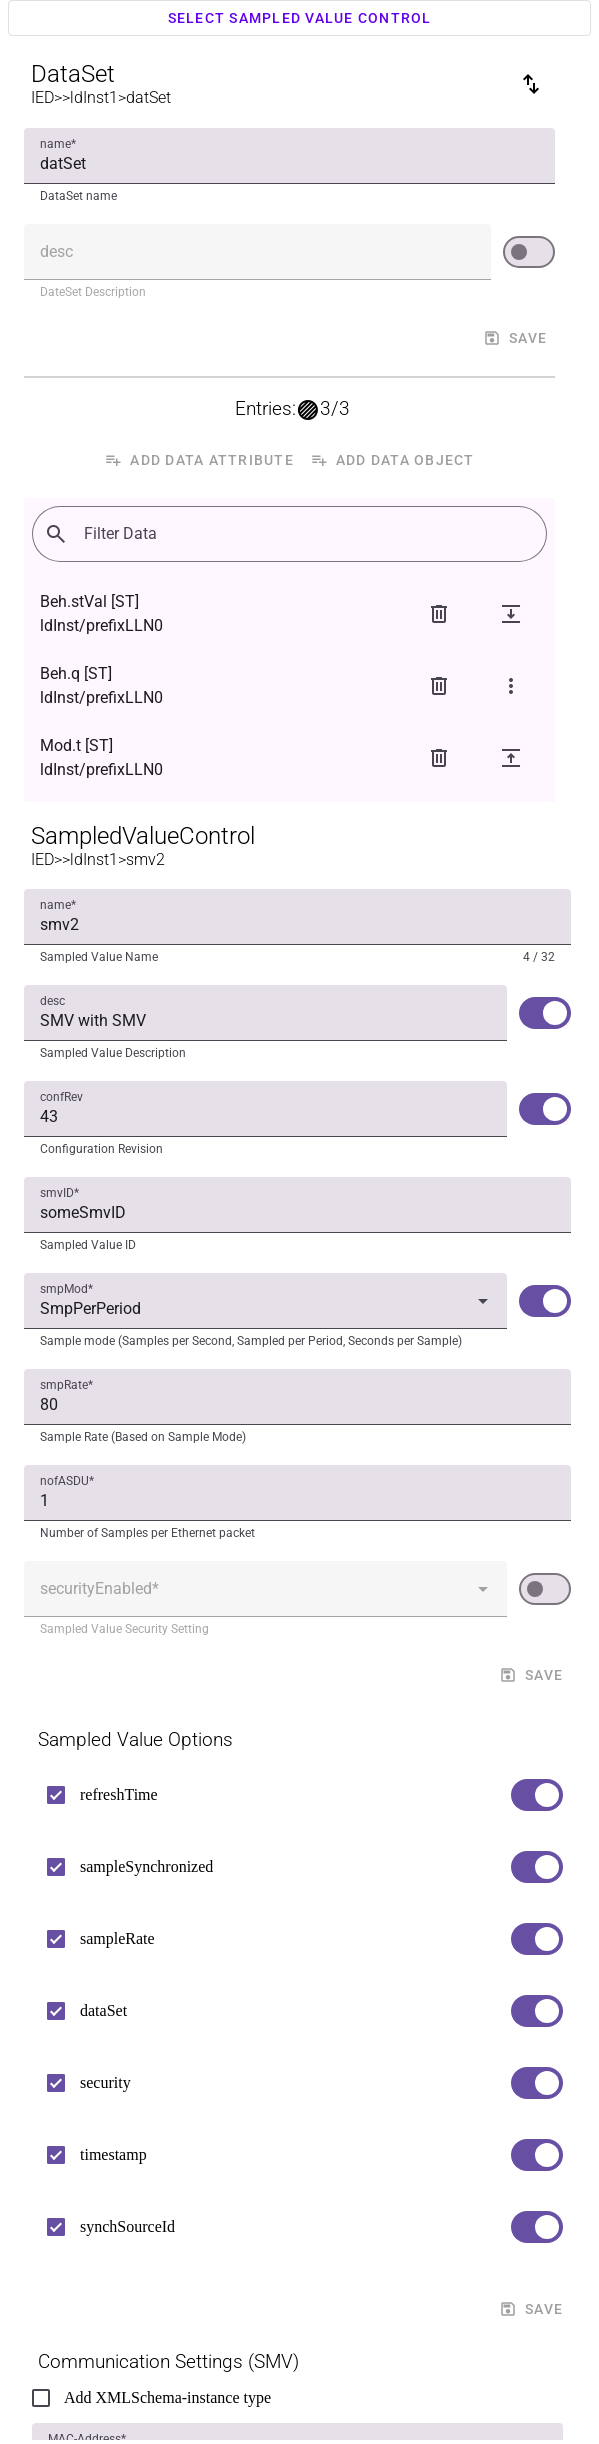 SELECT SAMPLED VALUE CONTROL
DataSet
IED>>ldInst1>datSet
name*
datSet
DataSet name
desc
DateSet Description
SAVE
Entries: 3/3
ADD DATA ATTRIBUTE ADD DATA OBJECT
Filter Data
Beh.stVal [ST]
ldInst/prefixLLN0
Beh.q [ST]
ldInst/prefixLLN0
Mod.t [ST]
ldInst/prefixLLN0
SampledValueControl
IED>>ldInst1>smv2
name*
smv2
Sampled Value Name 4 / 32
desc
SMV with SMV
Sampled Value Description
confRev
43
Configuration Revision
smvID*
someSmvID
Sampled Value ID
smpMod*
SmpPerPeriod
Sample mode (Samples per Second, Sampled per Period, Seconds per Sample)
smpRate*
80
Sample Rate (Based on Sample Mode)
nofASDU*
1
Number of Samples per Ethernet packet
securityEnabled*
Sampled Value Security Setting
SAVE
Sampled Value Options
refreshTime
sampleSynchronized
sampleRate
dataSet
security
timestamp
synchSourceId
SAVE
Communication Settings (SMV)
Add XMLSchema-instance type
MAC-Address*